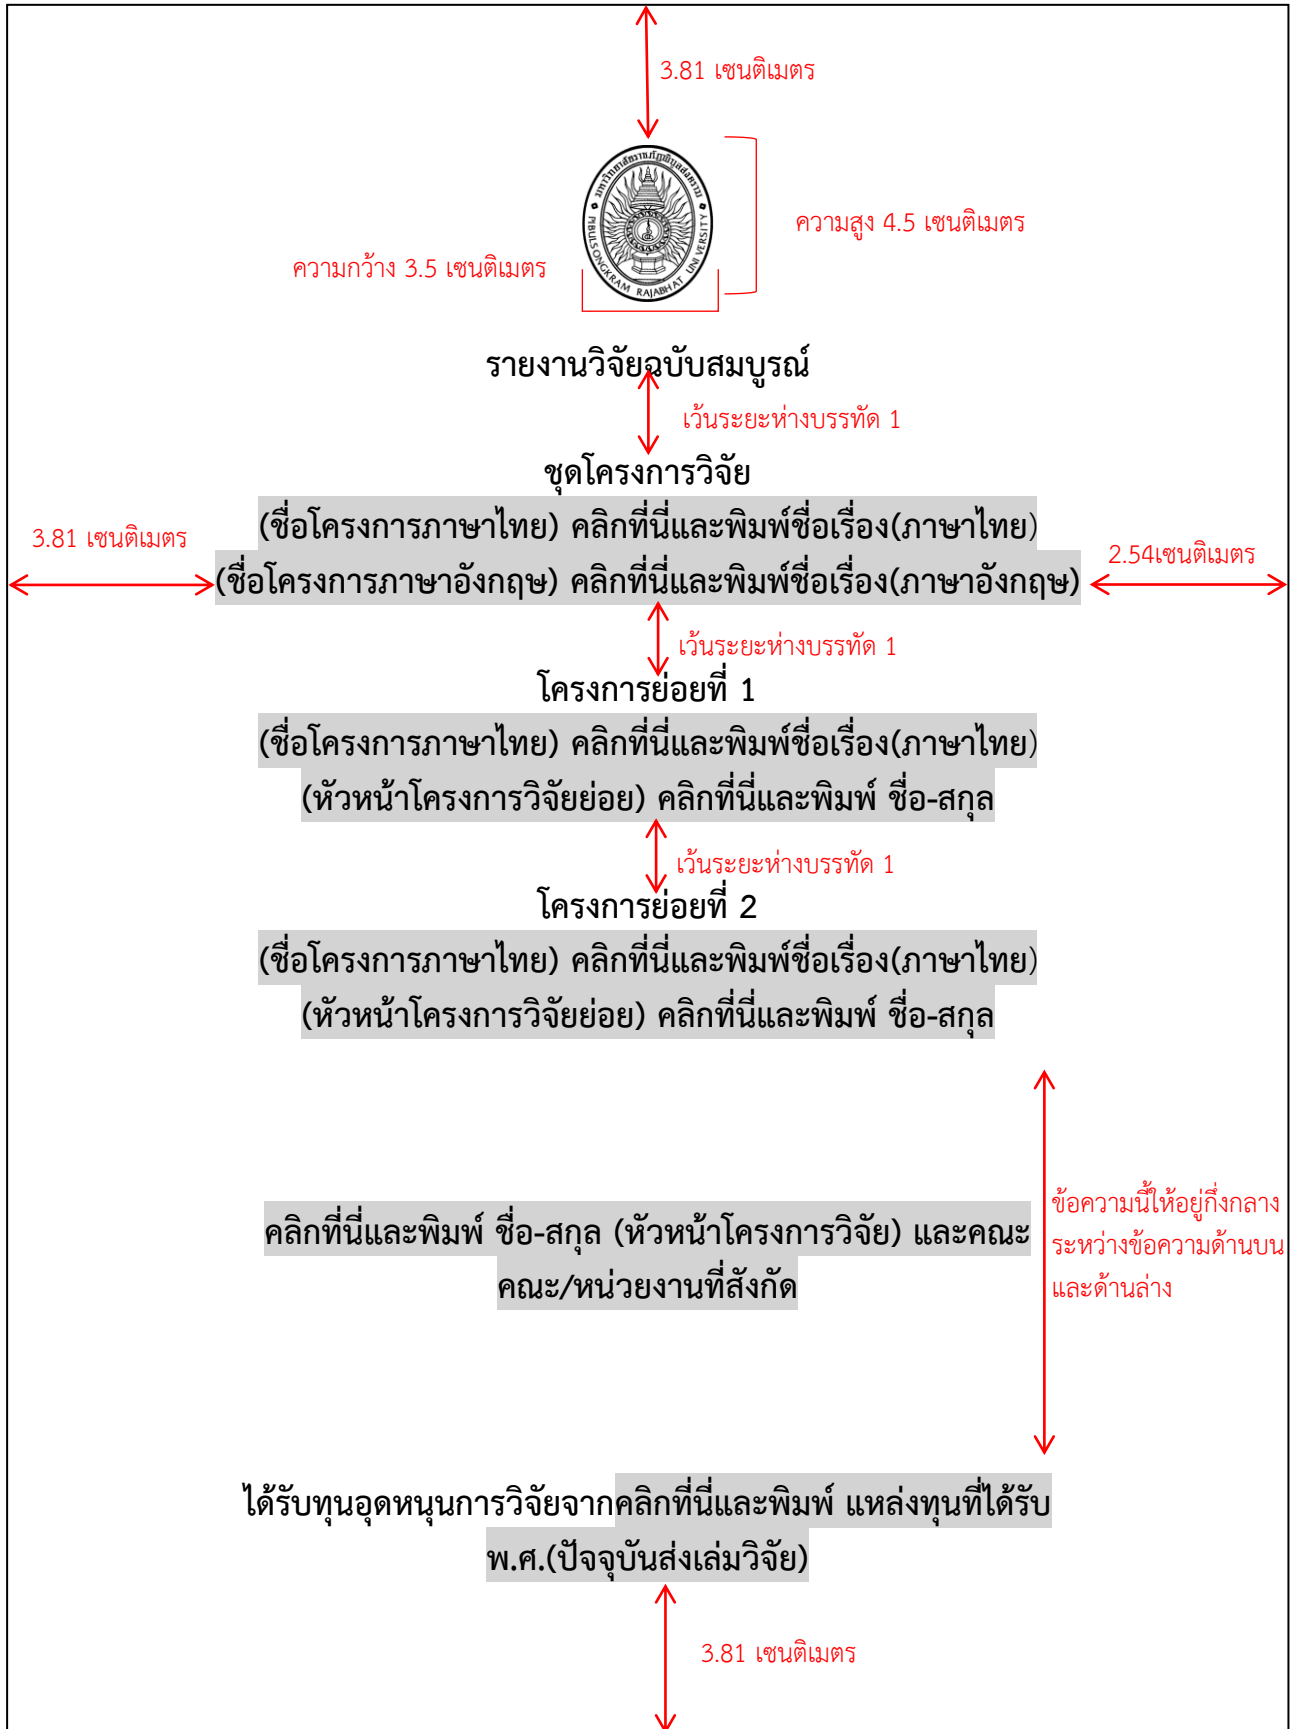 3.81 เซนติเมตร
มหาวิทยาลัยราชภัฏพิบูลสงคราม
PIBULSONGKRAM RAJABHAT UNIVERSITY
ความสูง 4.5 เซนติเมตร
ความกว้าง 3.5 เซนติเมตร
รายงานวิจัยฉบับสมบูรณ์
เว้นระยะห่างบรรทัด 1
ชุดโครงการวิจัย
(ชื่อโครงการภาษาไทย) คลิกที่นี่และพิมพ์ชื่อเรื่อง(ภาษาไทย)
3.81 เซนติเมตร
(ชื่อโครงการภาษาอังกฤษ) คลิกที่นี่และพิมพ์ชื่อเรื่อง(ภาษาอังกฤษ)
2.54เซนติเมตร
เว้นระยะห่างบรรทัด 1
โครงการย่อยที่ 1
(ชื่อโครงการภาษาไทย) คลิกที่นี่และพิมพ์ชื่อเรื่อง(ภาษาไทย)
(หัวหน้าโครงการวิจัยย่อย) คลิกที่นี่และพิมพ์ ชื่อ-สกุล
เว้นระยะห่างบรรทัด 1
โครงการย่อยที่ 2
(ชื่อโครงการภาษาไทย) คลิกที่นี่และพิมพ์ชื่อเรื่อง(ภาษาไทย)
(หัวหน้าโครงการวิจัยย่อย) คลิกที่นี่และพิมพ์ ชื่อ-สกุล
คลิกที่นี่และพิมพ์ ชื่อ-สกุล (หัวหน้าโครงการวิจัย) และคณะ
คณะ/หน่วยงานที่สังกัด
ข้อความนี้ให้อยู่กึ่งกลาง
ระหว่างข้อความด้านบน
และด้านล่าง
ได้รับทุนอุดหนุนการวิจัยจากคลิกที่นี่และพิมพ์ แหล่งทุนที่ได้รับ
พ.ศ.(ปัจจุบันส่งเล่มวิจัย)
3.81 เซนติเมตร